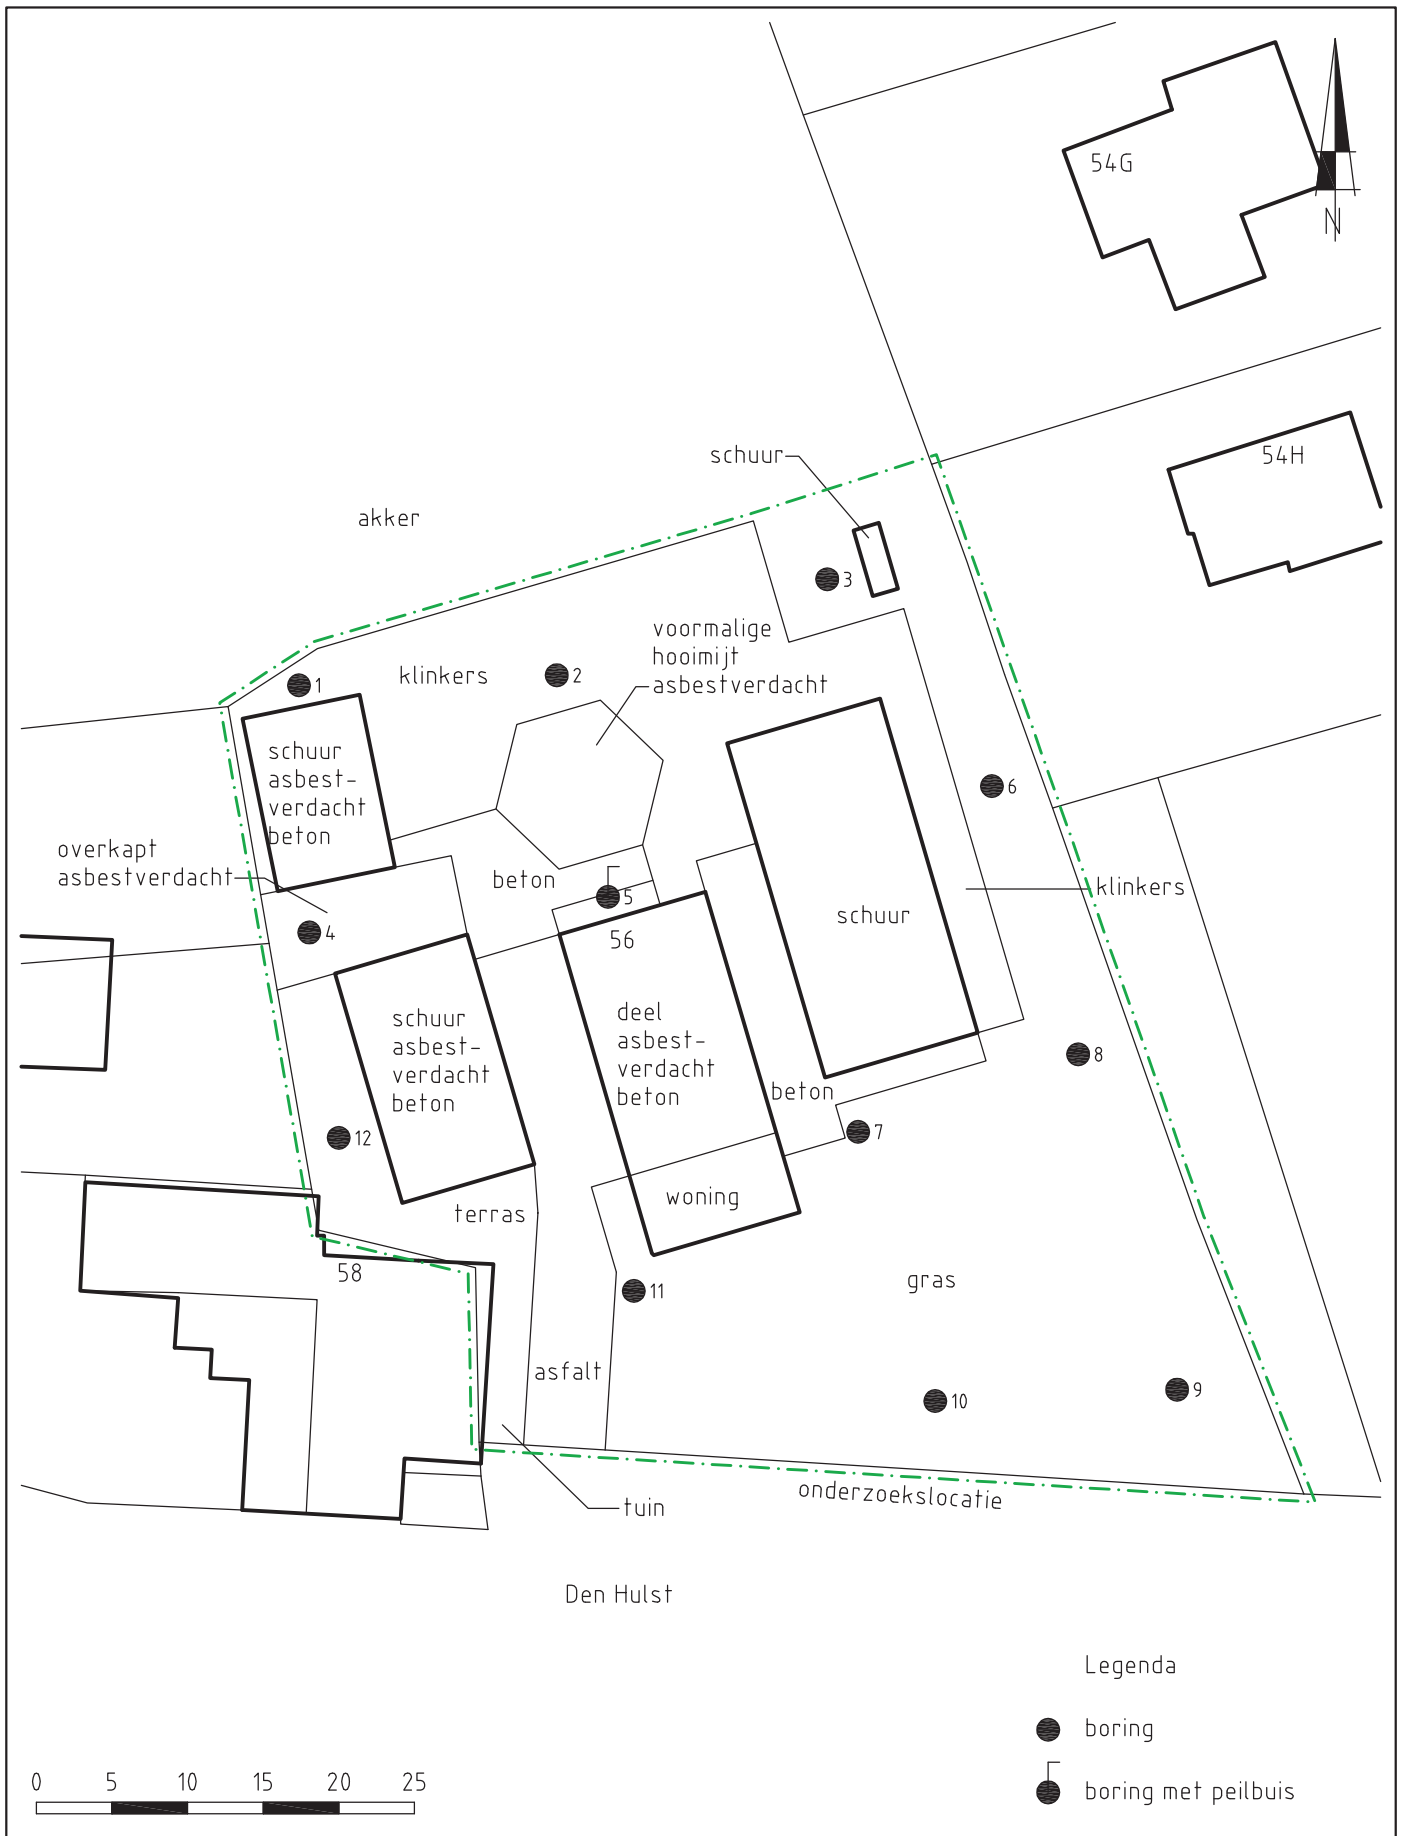 54G
N
54H
schuur
akker
3
voormalige
hooimijt
asbestverdacht
klinkers
2
1
schuur
asbest-
verdacht
beton
6
overkapt
asbestverdacht
beton
5
klinkers
schuur
4
56
deel
asbest-
verdacht
beton
schuur
asbest-
verdacht
beton
8
beton
7
12
woning
terras
58
gras
11
asfalt
9
10
onderzoekslocatie
tuin
Den Hulst
Legenda
boring
boring met peilbuis
0 5 10 15 20 25